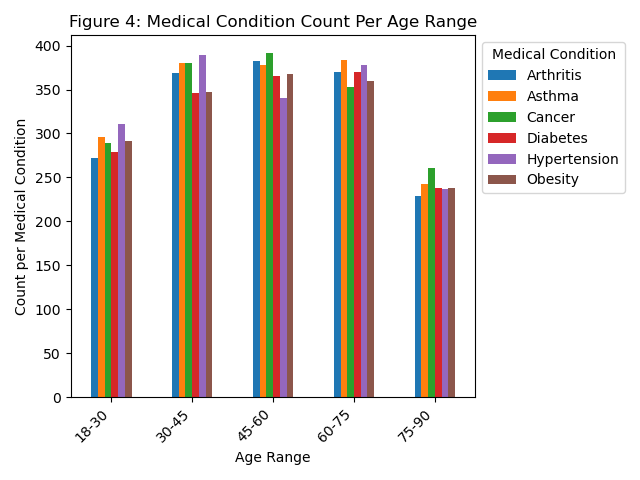 Figure 4: Medical Condition Count Per Age Range
400
350
300
250
200
150
100
50
0
Count per Medical Condition
18-30
30-45
45-60
60-75
75-90
Age Range
Medical Condition
Arthritis
Asthma
Cancer
Diabetes
Hypertension
Obesity